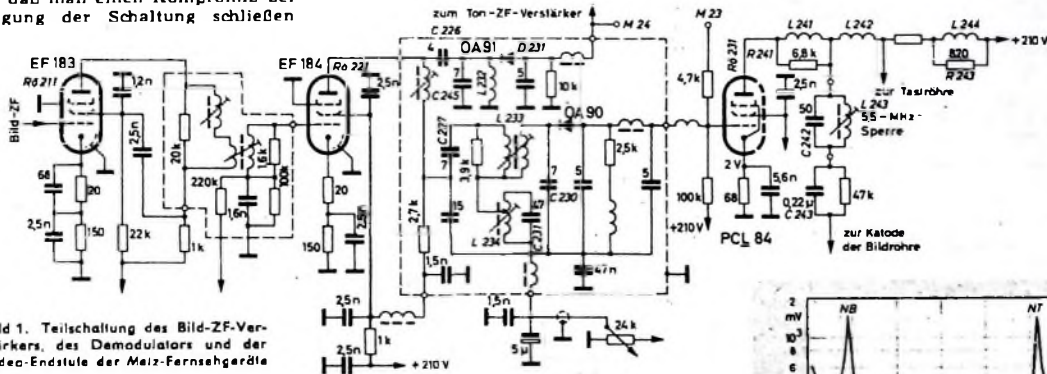 daß man einen Kompromiß bei
gung der Schaltung schließen
zum Ton-ZF-Verstärker
M 24
M 23
C 226
4
OA91
D 231
L 241
L 242
L 244
+210 V
EF 183
Rö 211
EF 184
Rö 221
Rö 231
R 241
6,8k
820
R 243
Bild-ZF
1,2n
2,5n
2,5n
C 245
7
L 232
5
10k
4,7k
2,5n
zur Taströhre
OA 90
20k
C 227
L 233
50
L 243
5,5-MHz-
Sperre
C 242
7
3,9k
7
C 230
5
2,5k
5
2 V
68
20
1,6k
220k
100k
20
2,7k
15
L 234
47
C 231
100k
68
5,6n
0,22µ
C 243
47k
2,5n
150
22k
1k
1,6n
150
2,5n
1,5n
47n
+210V
PCL 84
zur Katode
der Bildröhre
1,5n
2,5n
1k
2,5n
+210 V
5µ
24k
ld 1. Teilschaltung des Bild-ZF-Ver-
rkers, des Demodulators und der
deo-Endstufe der Metz-Fernsehgeräte
2
mV
10³
8
6
NB
NT